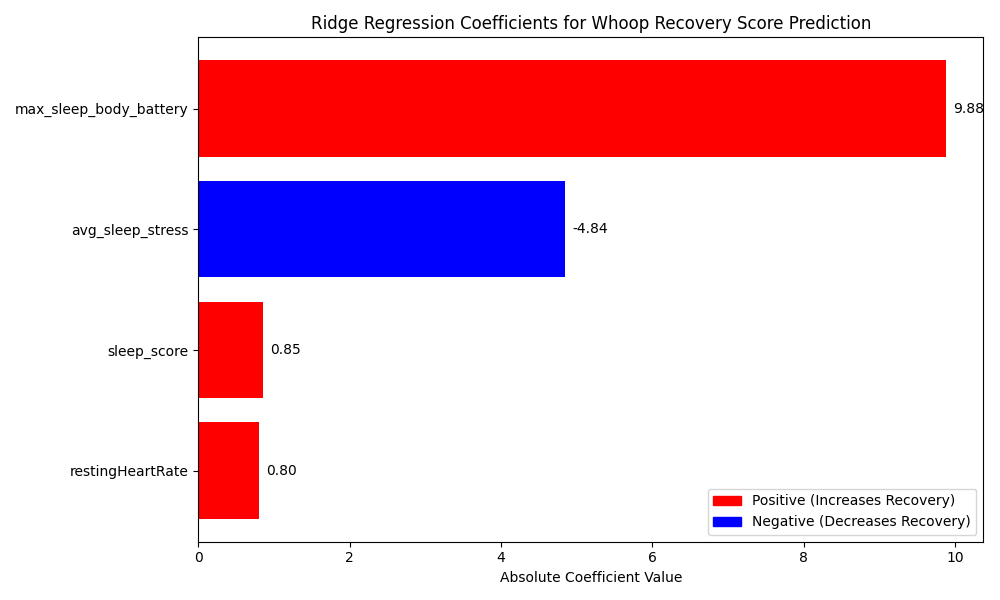 Ridge Regression Coefficients for Whoop Recovery Score Prediction
max_sleep_body_battery
9.88
avg_sleep_stress
-4.84
sleep_score
0.85
restingHeartRate
0.80
Positive (Increases Recovery)
Negative (Decreases Recovery)
0 2 4 6 8 10
Absolute Coefficient Value